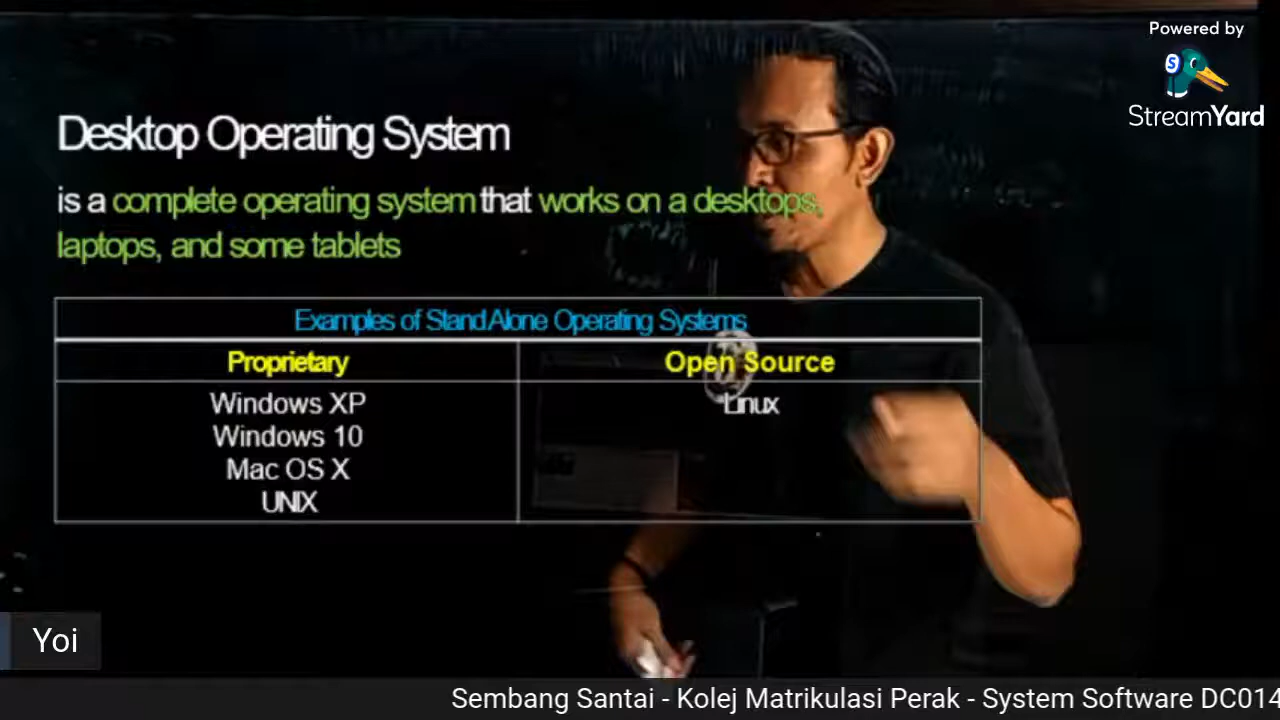 Powered by
S
StreamYard
Desktop Operating System
is a complete operating system that works on a desktops,
laptops, and some tablets
Examples of Stand Alone Operating Systems
Proprietary
Open Source
Windows XP
Linux
Windows 10
Mac OS X
UNIX
Yoi
Sembang Santai - Kolej Matrikulasi Perak - System Software DC014